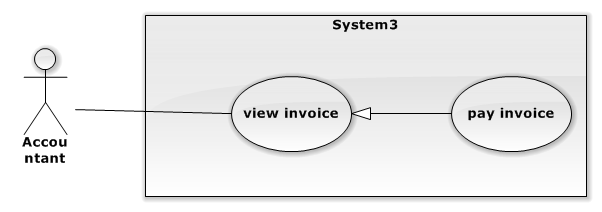 System3
view invoice
pay invoice
Accou
ntant